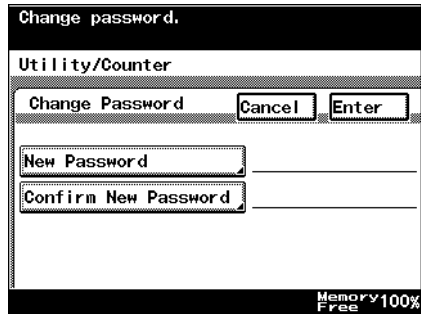 Change password.
Utility/Counter
Change Password Cancel Enter
New Password
Confirm New Password
Memory Free 100%